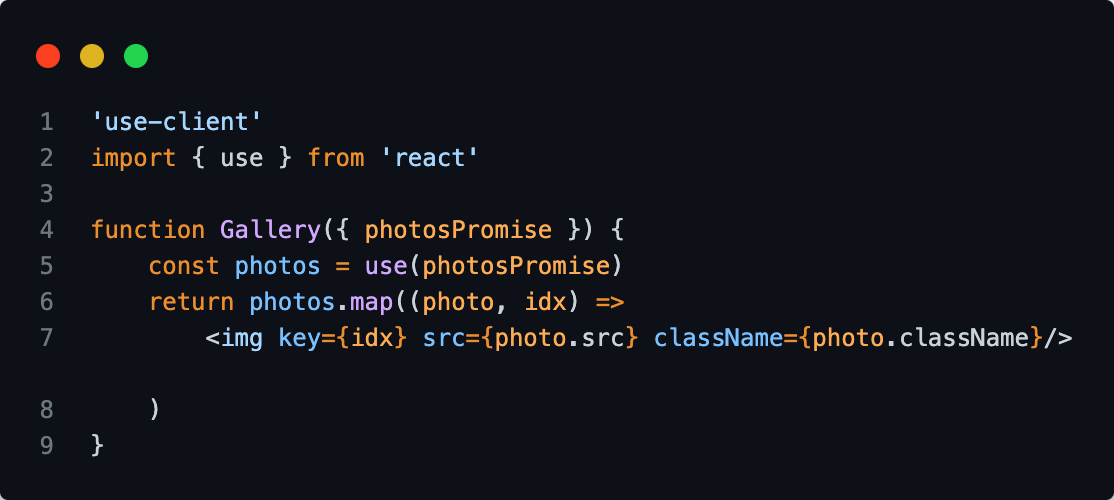 1 'use-client'
2 import { use } from 'react'
3
4 function Gallery({ photosPromise }) {
5     const photos = use(photosPromise)
6     return photos.map((photo, idx) =>
7         <img key={idx} src={photo.src} className={photo.className}/>
8     )
9 }